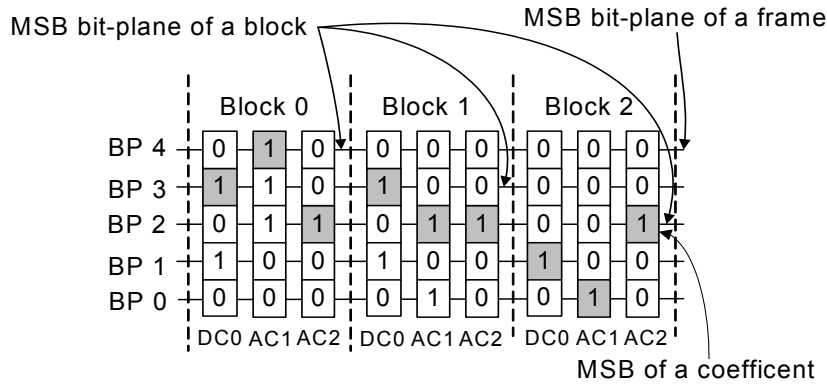 MSB bit-plane of a block
MSB bit-plane of a frame
Block 0 Block 1 Block 2
BP 4 0 1 0 0 0 0 0 0 0
BP 3 1 1 0 1 0 0 0 0 0
BP 2 0 1 1 0 1 1 0 0 1
BP 1 1 0 0 1 0 0 1 0 0
BP 0 0 0 0 0 1 0 0 1 0
DC0 AC1 AC2 DC0 AC1 AC2 DC0 AC1 AC2
MSB of a coefficent